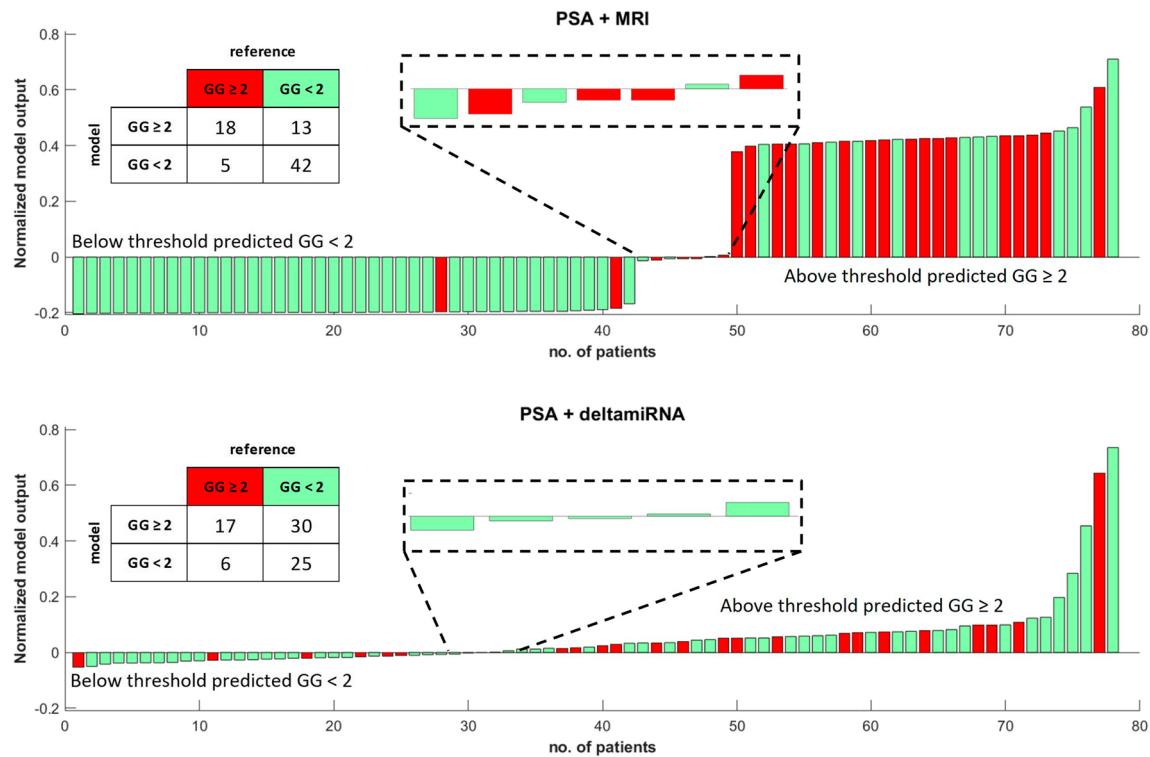 PSA + MRI
Normalized model output
0.8
0.6
0.4
0.2
0
-0.2
reference
GG ≥ 2 GG < 2
model
GG ≥ 2 18 13
GG < 2 5 42
Below threshold predicted GG < 2
Above threshold predicted GG ≥ 2
0 10 20 30 40 50 60 70 80
no. of patients
PSA + deltamiRNA
Normalized model output
0.8
0.6
0.4
0.2
0
-0.2
reference
GG ≥ 2 GG < 2
model
GG ≥ 2 17 30
GG < 2 6 25
Above threshold predicted GG ≥ 2
Below threshold predicted GG < 2
0 10 20 30 40 50 60 70 80
no. of patients